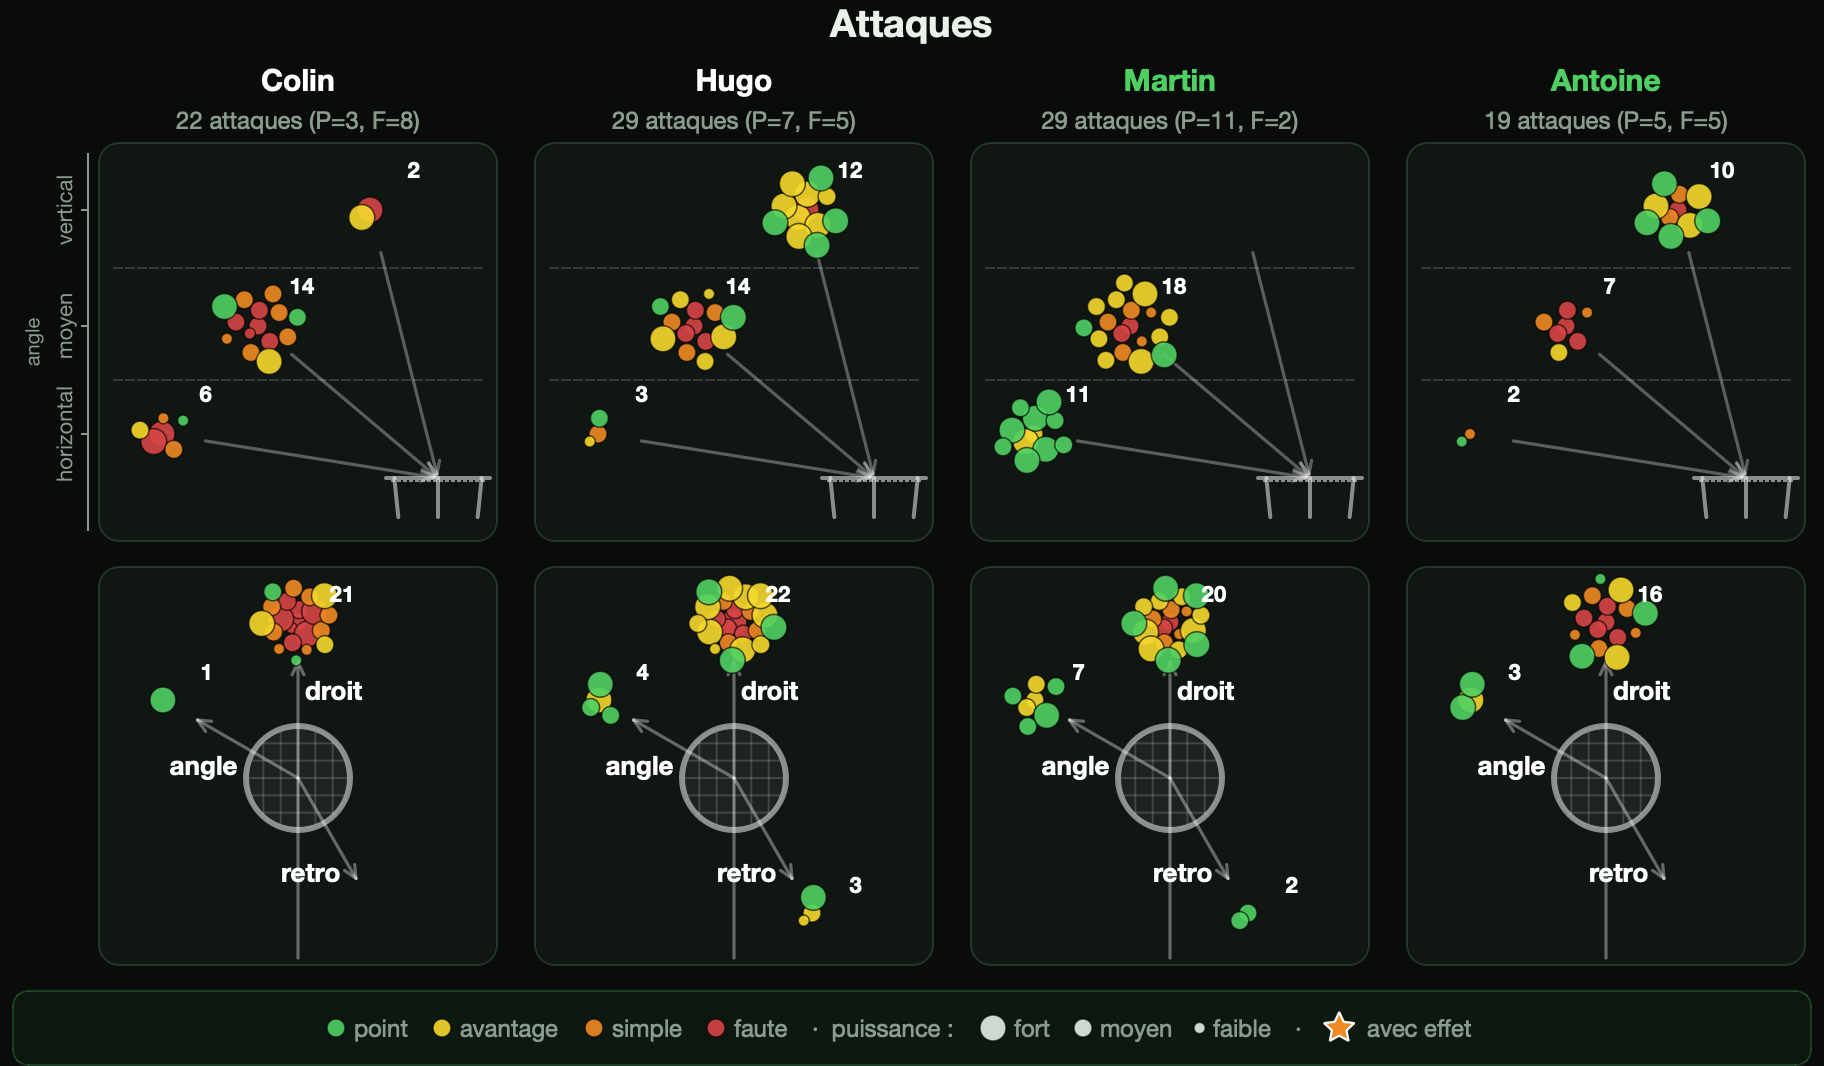 Attaques
Colin
Hugo
Martin
Antoine
22 attaques (P=3, F=8)
29 attaques (P=7, F=5)
29 attaques (P=11, F=2)
19 attaques (P=5, F=5)
angle
vertical
moyen
horizontal
2
14
6
12
14
3
18
11
10
7
2
21
1
droit
angle
retro
22
4
droit
angle
retro
3
20
7
droit
angle
retro
2
16
3
droit
angle
retro
point avantage simple faute · puissance : fort moyen faible · avec effet